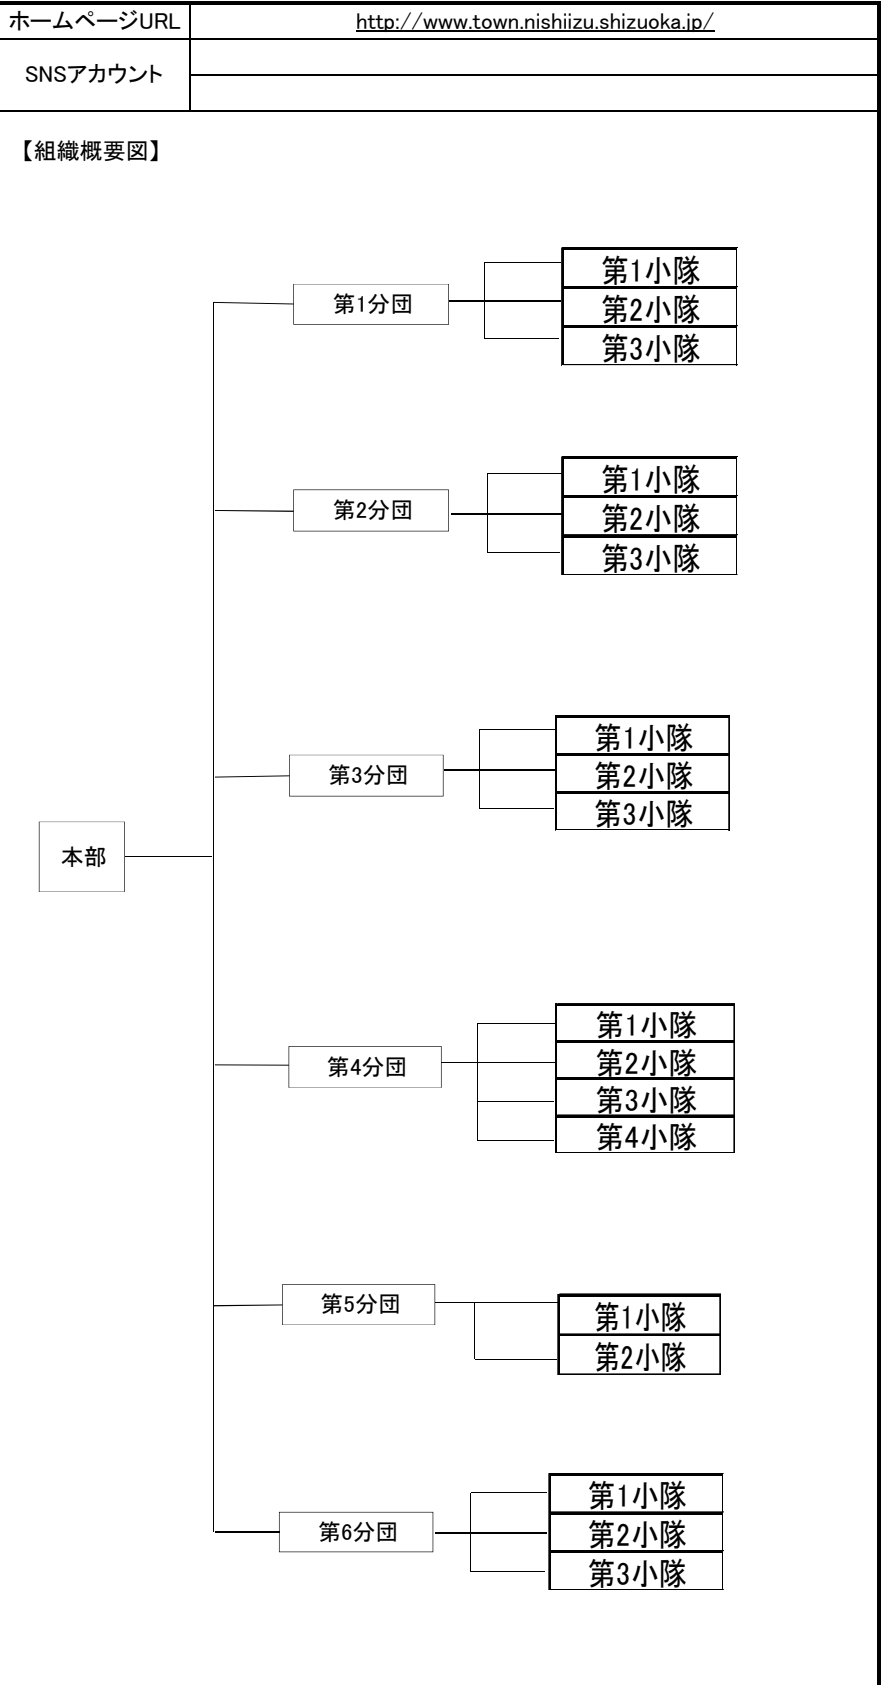 ホームページURL http://www.town.nishiizu.shizuoka.jp/
SNSアカウント
【組織概要図】
本部
第1分団
第1小隊
第2小隊
第3小隊
第2分団
第1小隊
第2小隊
第3小隊
第3分団
第1小隊
第2小隊
第3小隊
第4分団
第1小隊
第2小隊
第3小隊
第4小隊
第5分団
第1小隊
第2小隊
第6分団
第1小隊
第2小隊
第3小隊